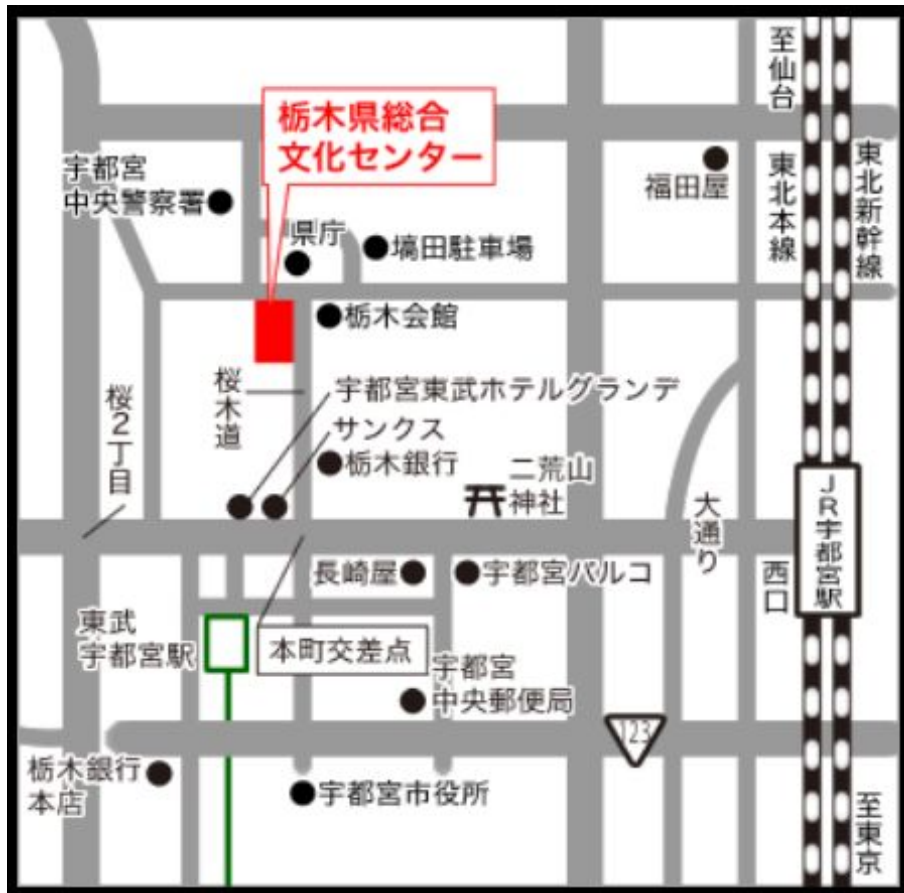 至仙台
栃木県総合
文化センター
宇都宮
中央警察署
福田屋
東北本線
東北新幹線
県庁
塙田駐車場
栃木会館
桜木道
宇都宮東武ホテルグランデ
桜2丁目
サンクス
栃木銀行
二荒山
神社
大通り
JR宇都宮駅
長崎屋
宇都宮パルコ
西口
東武
宇都宮駅
本町交差点
宇都宮
中央郵便局
123
栃木銀行
本店
宇都宮市役所
至東京